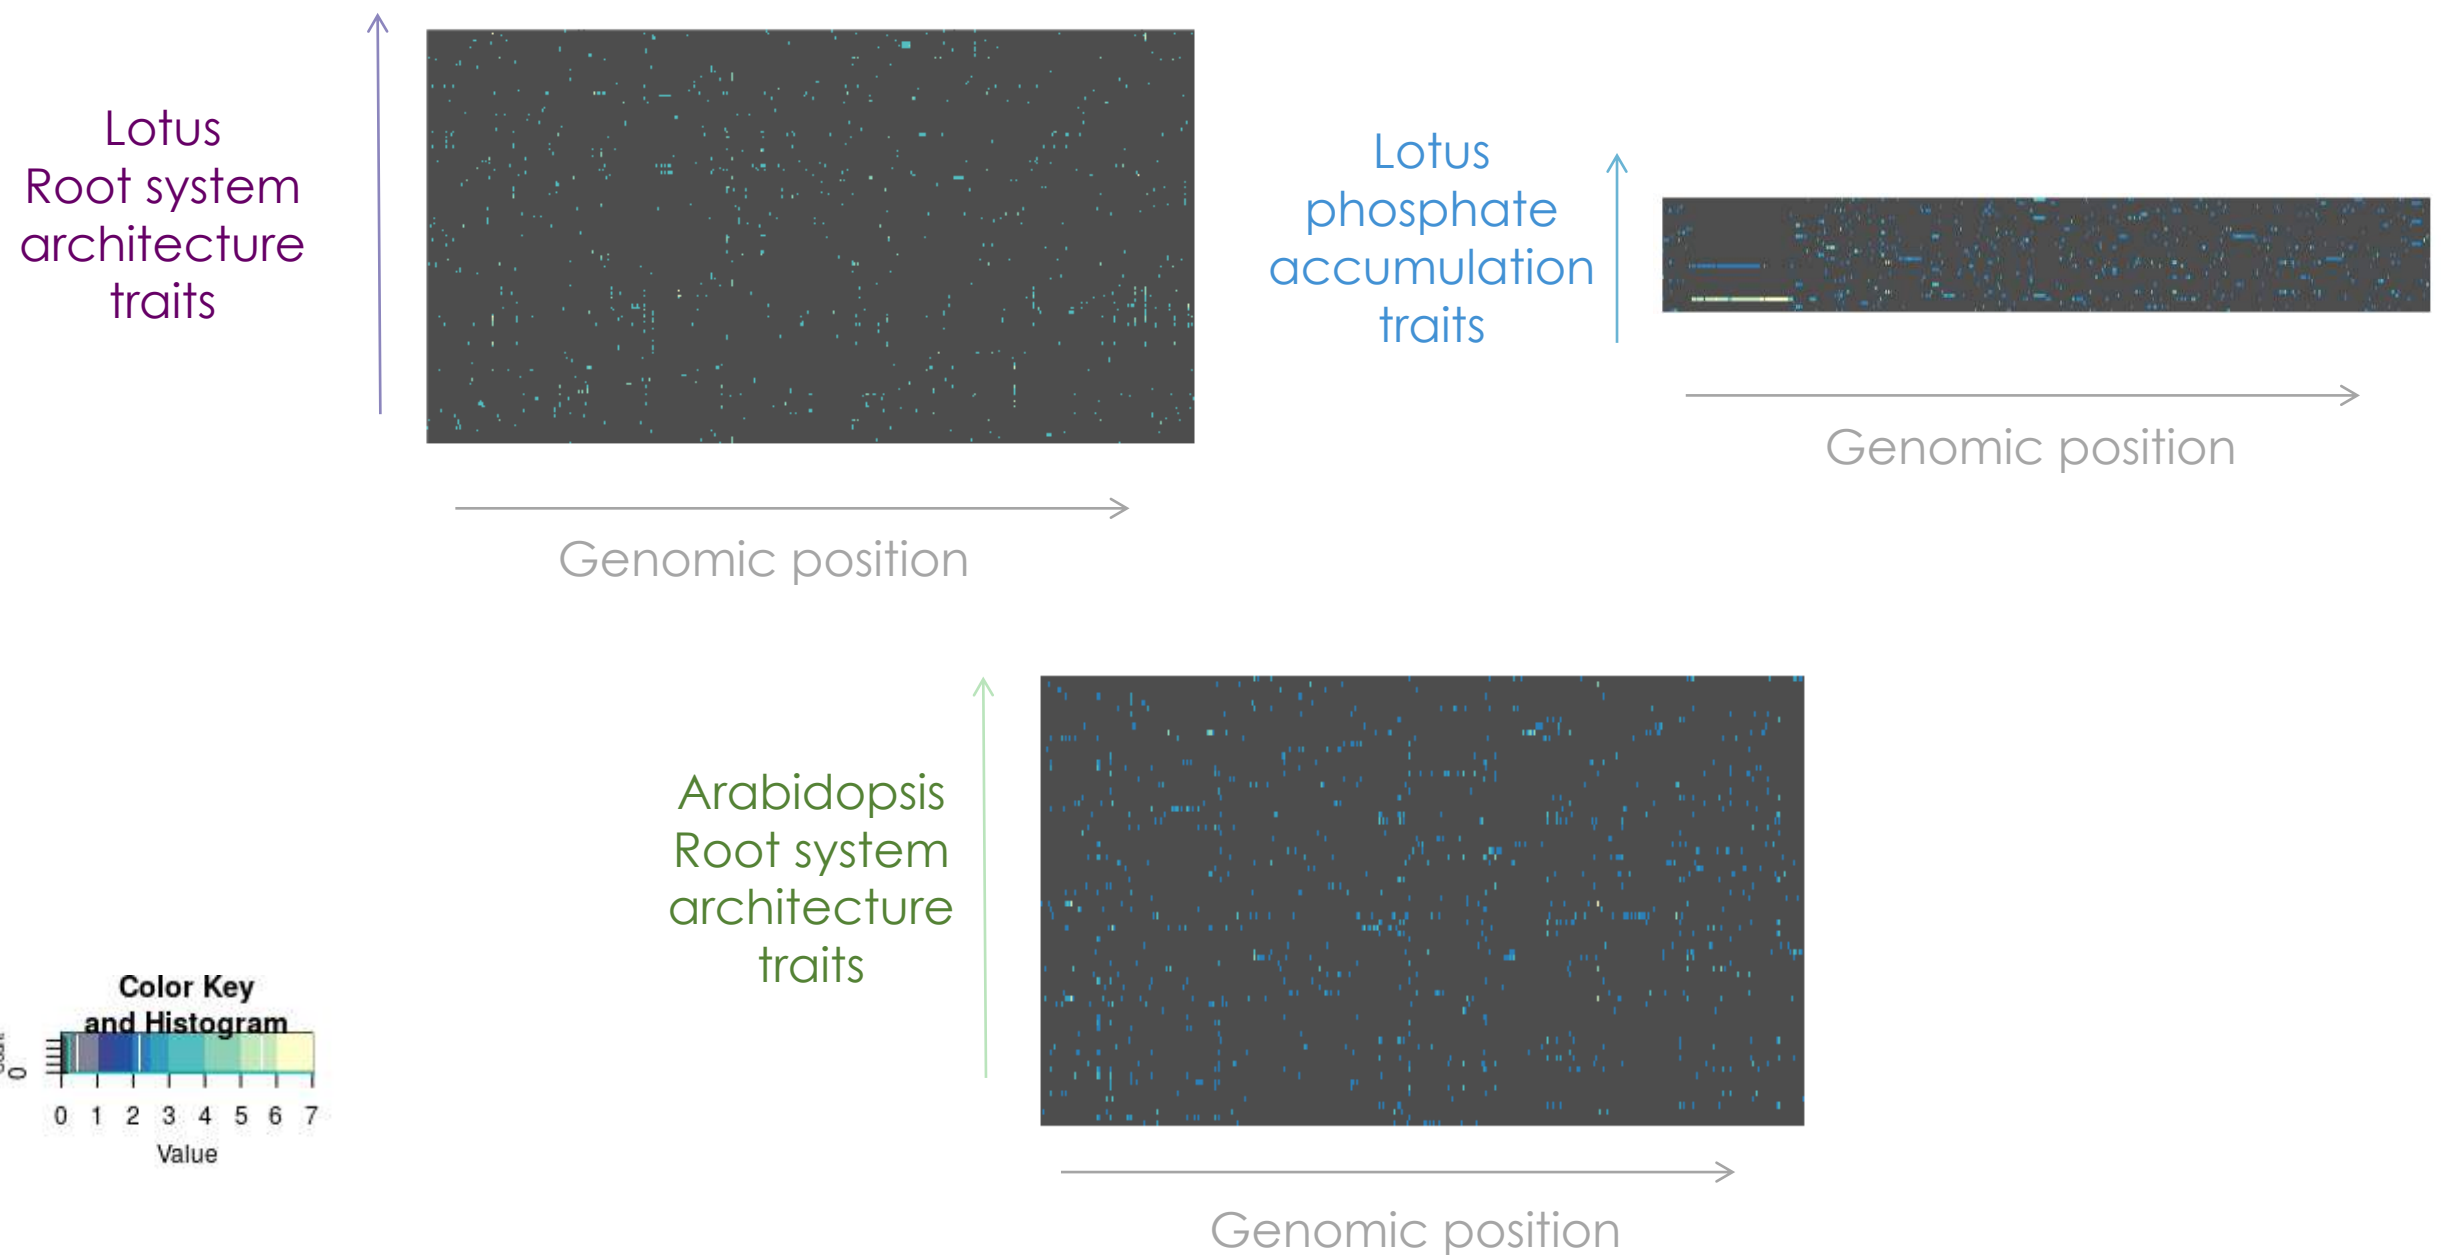 Lotus
Root system
architecture
traits
Genomic position
Lotus
phosphate
accumulation
traits
Genomic position
Arabidopsis
Root system
architecture
traits
Genomic position
Color Key
and Histogram
0
0 1 2 3 4 5 6 7
Value